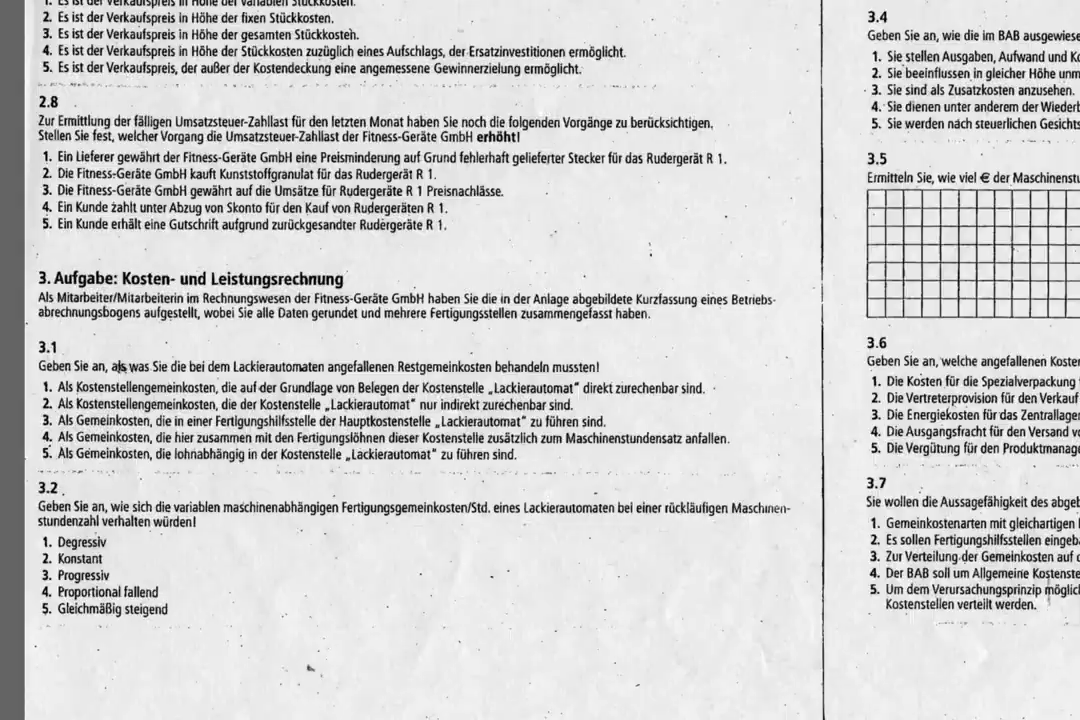 1. Es ist der Verkaufspreis in Höhe der variablen Stückkosten.
2. Es ist der Verkaufspreis in Höhe der fixen Stückkosten.
3. Es ist der Verkaufspreis in Höhe der gesamten Stückkosten.
4. Es ist der Verkaufspreis in Höhe der Stückkosten zuzüglich eines Aufschlags, der Ersatzinvestitionen ermöglicht.
5. Es ist der Verkaufspreis, der außer der Kostendeckung eine angemessene Gewinnerzielung ermöglicht.
2.8
Zur Ermittlung der fälligen Umsatzsteuer-Zahllast für den letzten Monat haben Sie noch die folgenden Vorgänge zu berücksichtigen.
Stellen Sie fest, welcher Vorgang die Umsatzsteuer-Zahllast der Fitness-Geräte GmbH erhöht!
1. Ein Lieferer gewährt der Fitness-Geräte GmbH eine Preisminderung auf Grund fehlerhaft gelieferter Stecker für das Rudergerät R 1.
2. Die Fitness-Geräte GmbH kauft Kunststoffgranulat für das Rudergerät R 1.
3. Die Fitness-Geräte GmbH gewährt auf die Umsätze für Rudergeräte R 1 Preisnachlässe.
4. Ein Kunde zahlt unter Abzug von Skonto für den Kauf von Rudergeräten R 1.
5. Ein Kunde erhält eine Gutschrift aufgrund zurückgesandter Rudergeräte R 1.
3. Aufgabe: Kosten- und Leistungsrechnung
Als Mitarbeiter/Mitarbeiterin im Rechnungswesen der Fitness-Geräte GmbH haben Sie die in der Anlage abgebildete Kurzfassung eines Betriebs-
abrechnungsbogens aufgestellt, wobei Sie alle Daten gerundet und mehrere Fertigungsstellen zusammengefasst haben.
3.1
Geben Sie an, als was Sie die bei dem Lackierautomaten angefallenen Restgemeinkosten behandeln mussten!
1. Als Kostenstellengemeinkosten, die auf der Grundlage von Belegen der Kostenstelle „Lackierautomat" direkt zurechenbar sind.
2. Als Kostenstellengemeinkosten, die der Kostenstelle „Lackierautomat" nur indirekt zurechenbar sind.
3. Als Gemeinkosten, die in einer Fertigungshilfsstelle der Hauptkostenstelle „Lackierautomat" zu führen sind.
4. Als Gemeinkosten, die hier zusammen mit den Fertigungslöhnen dieser Kostenstelle zusätzlich zum Maschinenstundensatz anfallen.
5. Als Gemeinkosten, die lohnabhängig in der Kostenstelle „Lackierautomat" zu führen sind.
3.2
Geben Sie an, wie sich die variablen maschinenabhängigen Fertigungsgemeinkosten/Std. eines Lackierautomaten bei einer rückläufigen Maschinen-
stundenzahl verhalten würden!
1. Degressiv
2. Konstant
3. Progressiv
4. Proportional fallend
5. Gleichmäßig steigend
3.4
Geben Sie an, wie die im BAB ausgewiese
1. Sie stellen Ausgaben, Aufwand und Ko
2. Sie beeinflussen in gleicher Höhe unm
3. Sie sind als Zusatzkosten anzusehen.
4. Sie dienen unter anderem der Wiederb
5. Sie werden nach steuerlichen Gesichts
3.5
Ermitteln Sie, wie viel € der Maschinenstu
3.6
Geben Sie an, welche angefallenen Koster
1. Die Kosten für die Spezialverpackung
2. Die Vertreterprovision für den Verkauf
3. Die Energiekosten für das Zentrallager
4. Die Ausgangsfracht für den Versand vo
5. Die Vergütung für den Produktmanage
3.7
Sie wollen die Aussagefähigkeit des abgeb
1. Gemeinkostenarten mit gleichartigen
2. Es sollen Fertigungshilfsstellen eingeba
3. Zur Verteilung der Gemeinkosten auf
4. Der BAB soll um Allgemeine Kostenste
5. Um dem Verursachungsprinzip möglich
Kostenstellen verteilt werden.